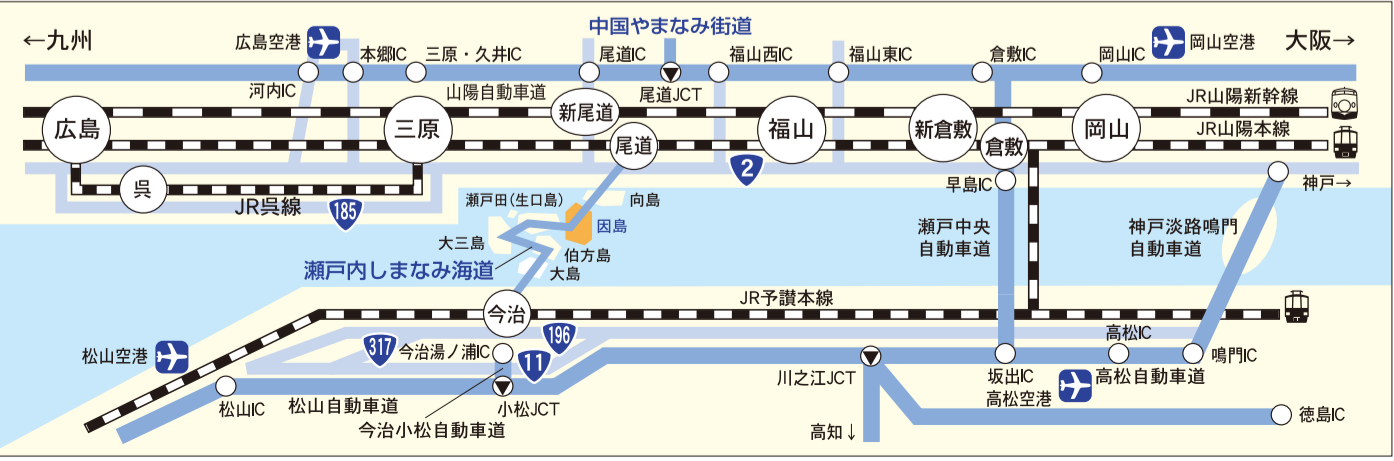 中国やまなみ街道
←九州
広島空港
本郷IC
三原・久井IC
尾道IC
福山西IC
福山東IC
倉敷IC
岡山IC
岡山空港
大阪→
河内IC
山陽自動車道
尾道JCT
JR山陽新幹線
広島
三原
新尾道
福山
新倉敷
岡山
JR山陽本線
尾道
倉敷
2
呉
JR呉線
185
早島IC
神戸→
瀬戸田(生口島)
向島
因島
大三島
伯方島
大島
瀬戸内しまなみ海道
瀬戸中央
自動車道
神戸淡路鳴門
自動車道
今治
JR予讃本線
松山空港
317
今治湯ノ浦IC
196
11
高松IC
川之江JCT
坂出IC
高松空港
高松自動車道
鳴門IC
松山IC
松山自動車道
小松JCT
今治小松自動車道
高知↓
徳島IC